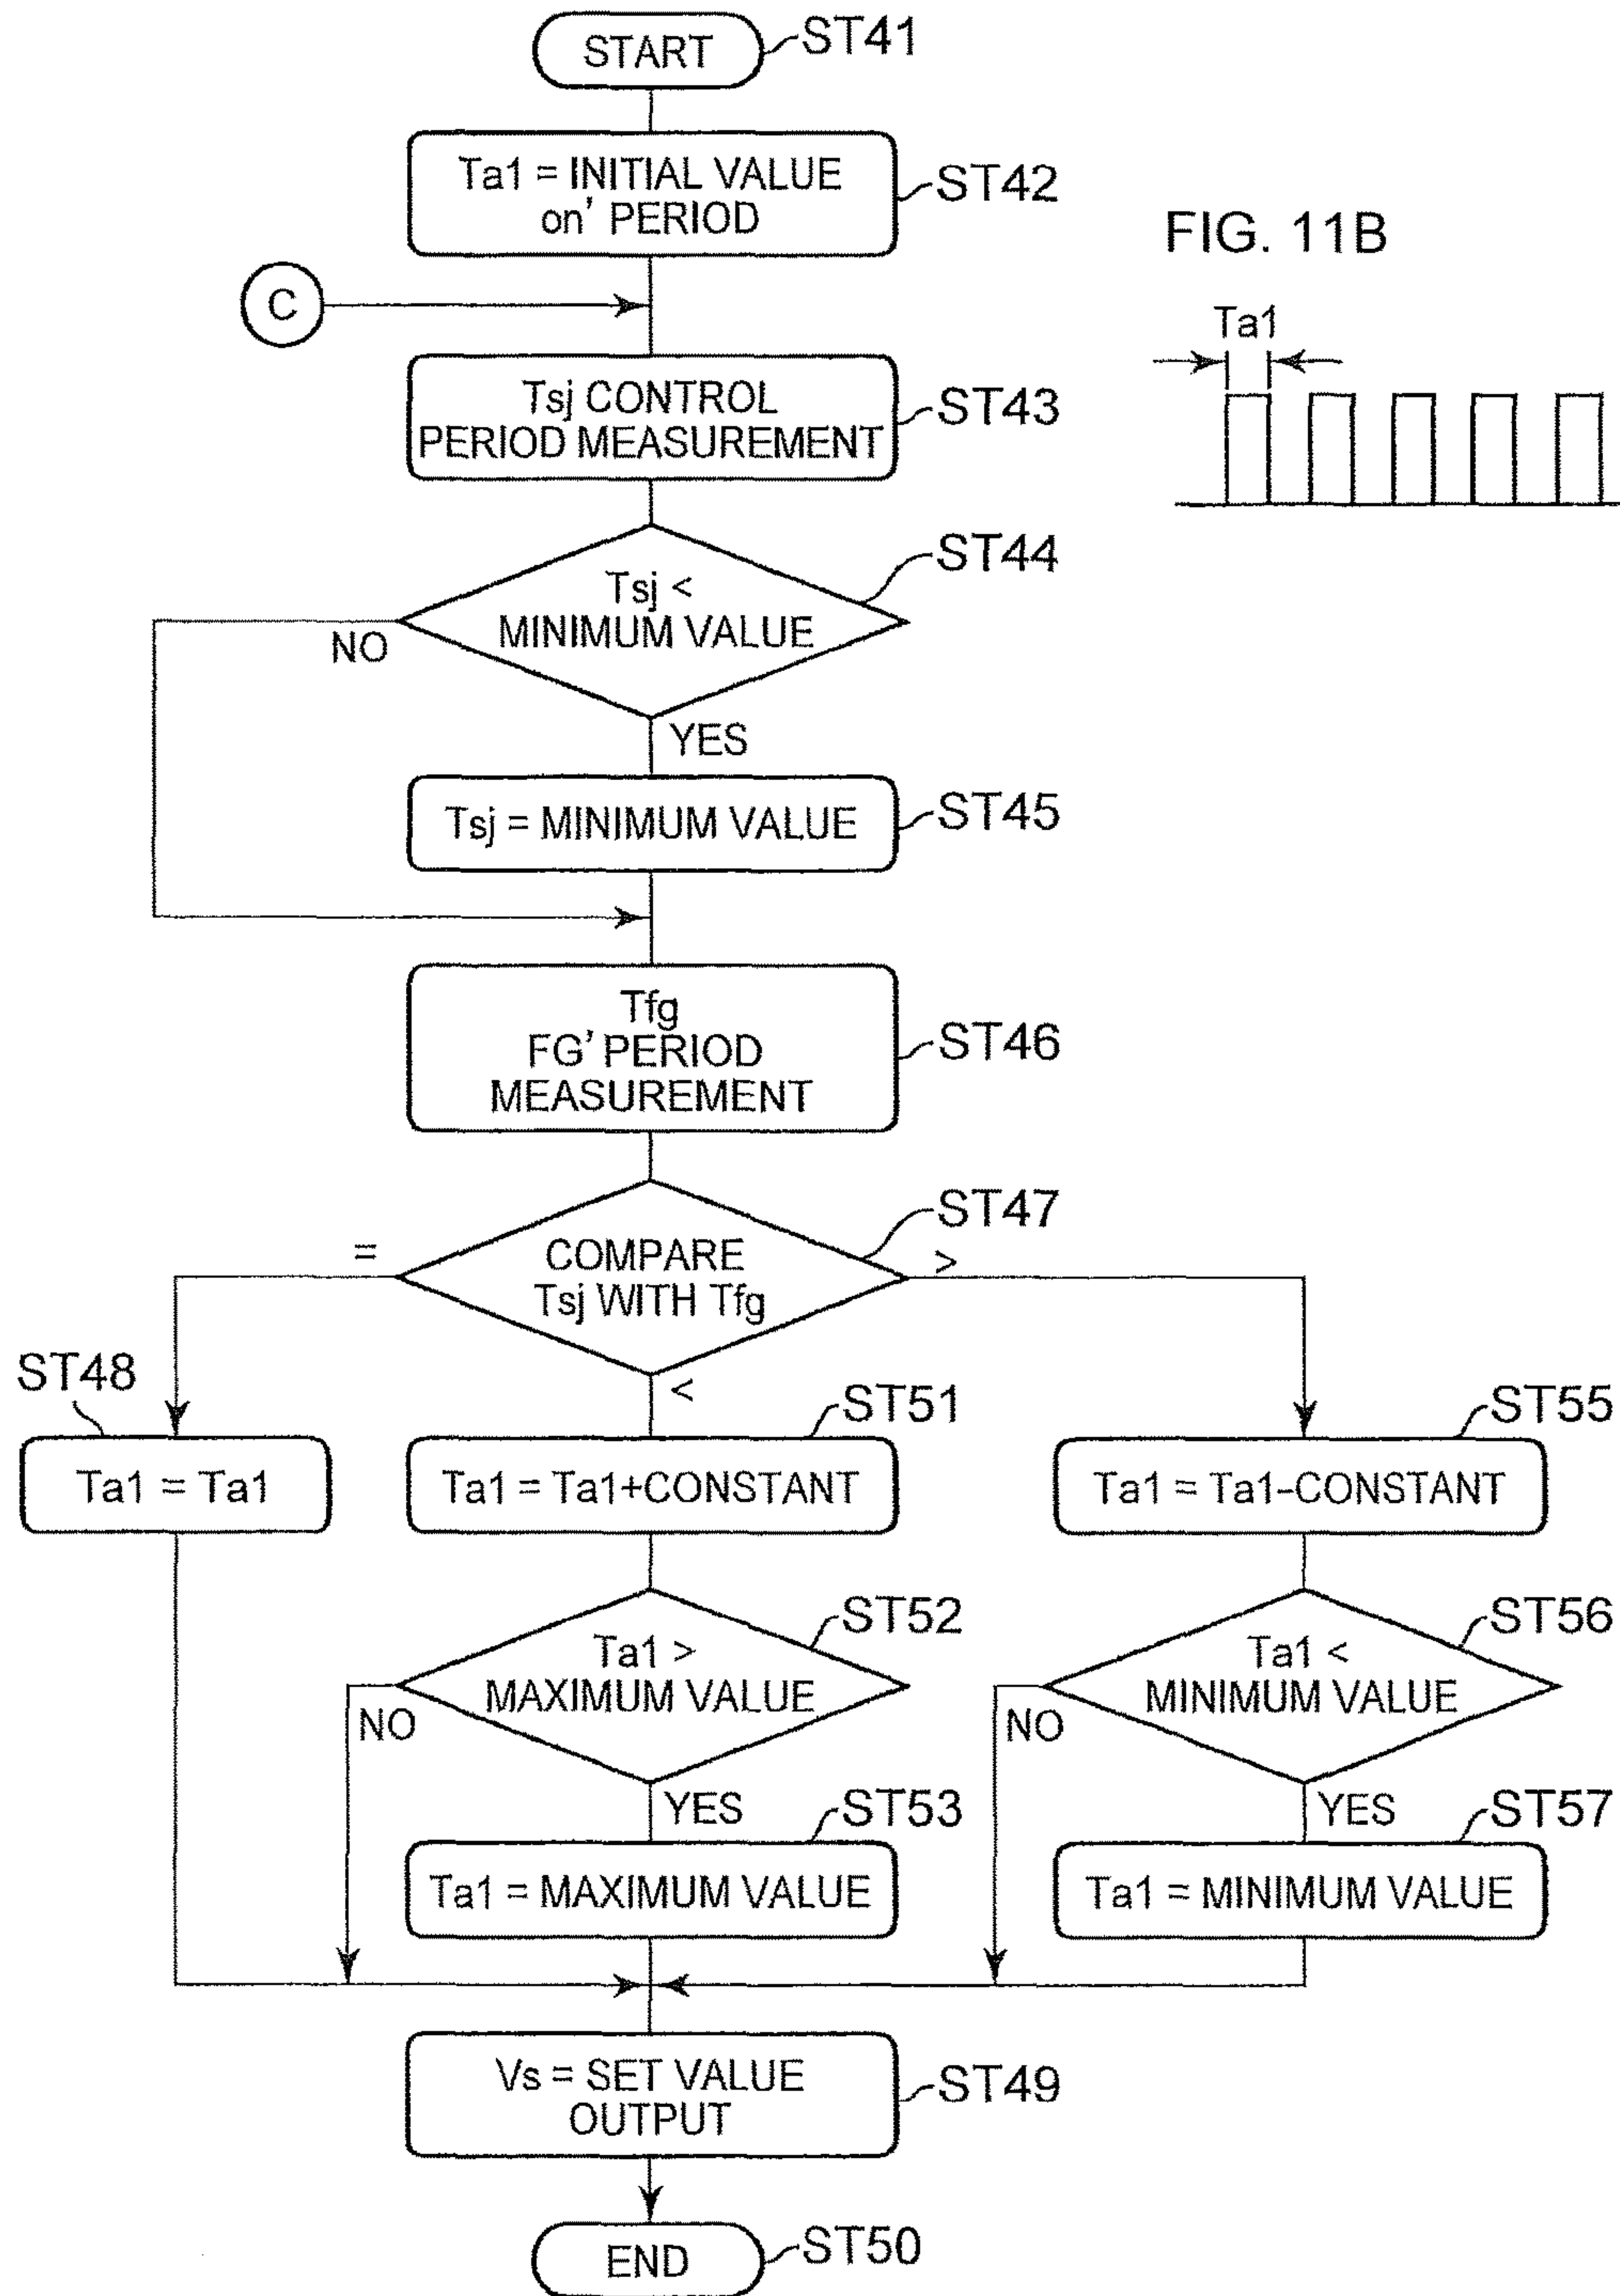 START
ST41
Ta1 = INITIAL VALUE
on' PERIOD
ST42
FIG. 11B
C
Ta1
Tsj CONTROL
PERIOD MEASUREMENT
ST43
Tsj <
MINIMUM VALUE
ST44
NO
YES
Tsj = MINIMUM VALUE
ST45
Tfg
FG' PERIOD
MEASUREMENT
ST46
COMPARE
Tsj WITH Tfg
ST47
=
>
<
ST48
Ta1 = Ta1
ST51
Ta1 = Ta1+CONSTANT
ST55
Ta1 = Ta1-CONSTANT
ST52
Ta1 >
MAXIMUM VALUE
NO
YES
ST56
Ta1 <
MINIMUM VALUE
NO
YES
ST53
Ta1 = MAXIMUM VALUE
ST57
Ta1 = MINIMUM VALUE
Vs = SET VALUE
OUTPUT
ST49
END
ST50